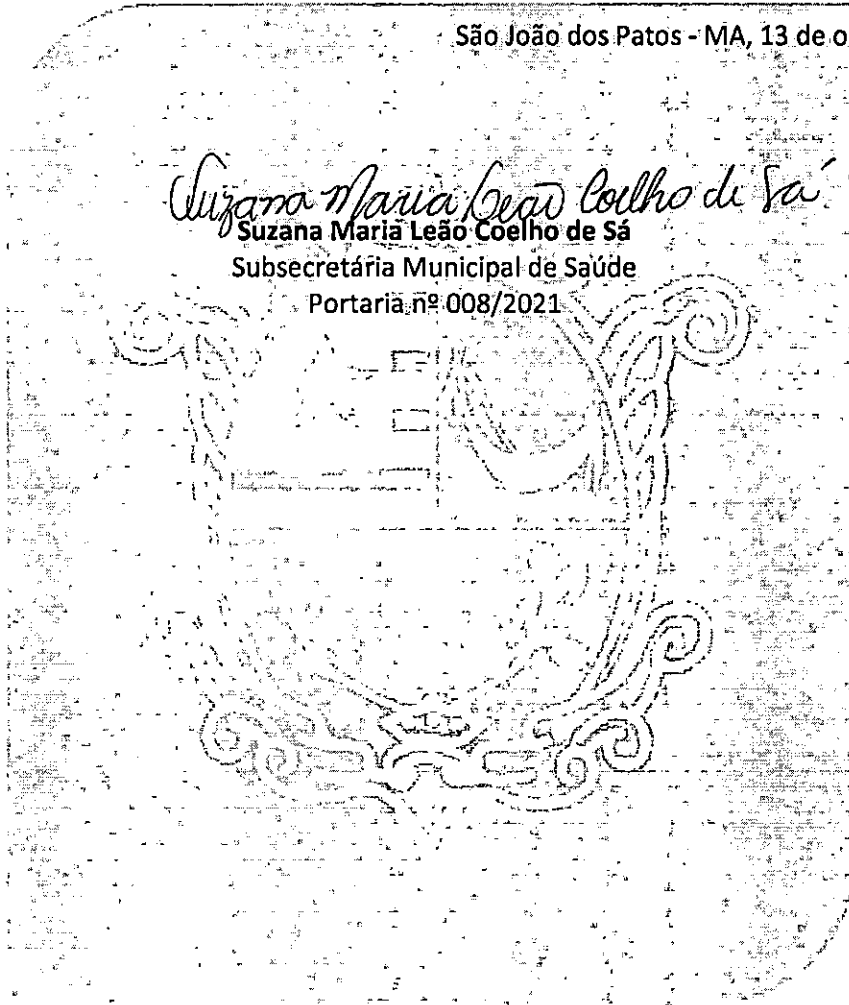 São João dos Patos - MA, 13 de o
Suzana Maria Leão Coelho de Sá
Suzana Maria Leão Coelho de Sá
Subsecretária Municipal de Saúde
Portaria nº 008/2021